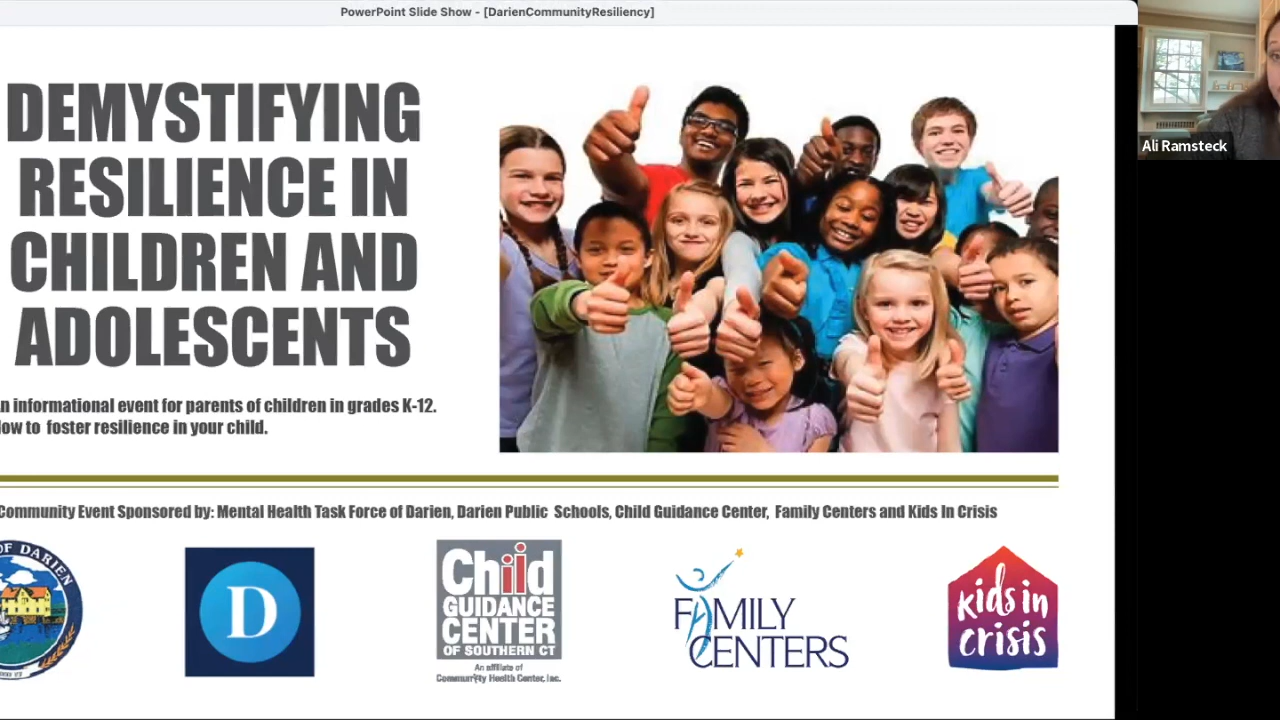 PowerPoint Slide Show - [DarienCommunityResiliency]
Ali Ramsteck
DEMYSTIFYING
RESILIENCE IN
CHILDREN AND
ADOLESCENTS
informational event for parents of children in grades K-12.
to foster resilience in your child.
Community Event Sponsored by: Mental Health Task Force of Darien, Darien Public Schools, Child Guidance Center, Family Centers and Kids In Crisis
OF DARIEN
D
Child
GUIDANCE
CENTER
OF SOUTHERN CT
An affiliate of
Community Health Center, Inc.
FAMILY
CENTERS
kids in
crisis